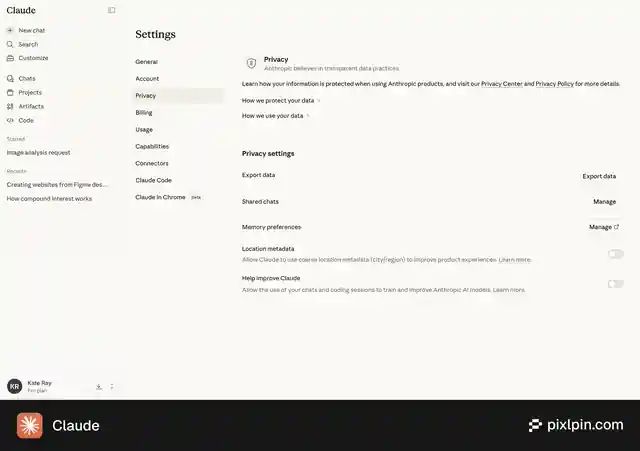 Claude
New chat
Search
Customize
Chats
Projects
Artifacts
Code
Starred
Image analysis request
Recents
Creating websites from Figma des...
How compound interest works
KR
Kate Ray
Pro plan
Settings
General
Account
Privacy
Billing
Usage
Capabilities
Connectors
Claude Code
Claude in Chrome Beta
Privacy
Anthropic believes in transparent data practices
Learn how your information is protected when using Anthropic products, and visit our Privacy Center and Privacy Policy for more details.
How we protect your data
How we use your data
Privacy settings
Export data Export data
Shared chats Manage
Memory preferences Manage
Location metadata
Allow Claude to use coarse location metadata (city/region) to improve product experiences. Learn more.
Help improve Claude
Allow the use of your chats and coding sessions to train and improve Anthropic AI models. Learn more.
Claude
pixlpin.com